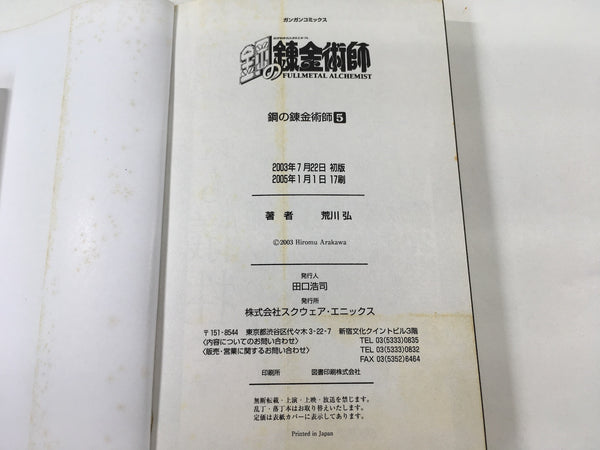 ガンガンコミックス
鋼の錬金術師
FULLMETAL ALCHEMIST
鋼の錬金術師5
2003年7月22日 初版
2005年1月1日 17刷
著者 荒川弘
©2003 Hiromu Arakawa
発行人
田口浩司
発行所
株式会社スクウェア・エニックス
〒151-8544 東京都渋谷区代々木3-22-7 新宿文化クイントビル3階
〈内容についてのお問い合わせ〉 TEL 03(5333)0835
〈販売・営業に関するお問い合わせ〉 TEL 03(5333)0832
FAX 03(5352)6464
印刷所 図書印刷株式会社
無断転載・上演・上映・放送を禁じます。
乱丁・落丁本はお取り替えいたします。
定価は表紙カバーに表示してあります。
Printed in Japan